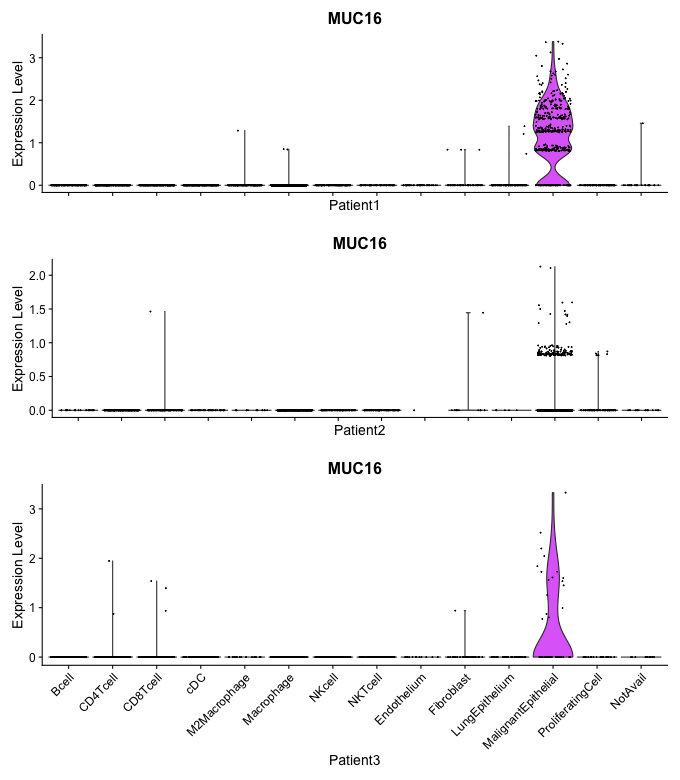 MUC16
Expression Level
3
2
1
0
Patient1
MUC16
Expression Level
2.0
1.5
1.0
0.5
0.0
Patient2
MUC16
Expression Level
3
2
1
0
Bcell
CD4Tcell
CD8Tcell
cDC
M2Macrophage
Macrophage
NKcell
NKTcell
Endothelium
Fibroblast
LungEpithelium
MalignantEpithelial
ProliferatingCell
NotAvail
Patient3